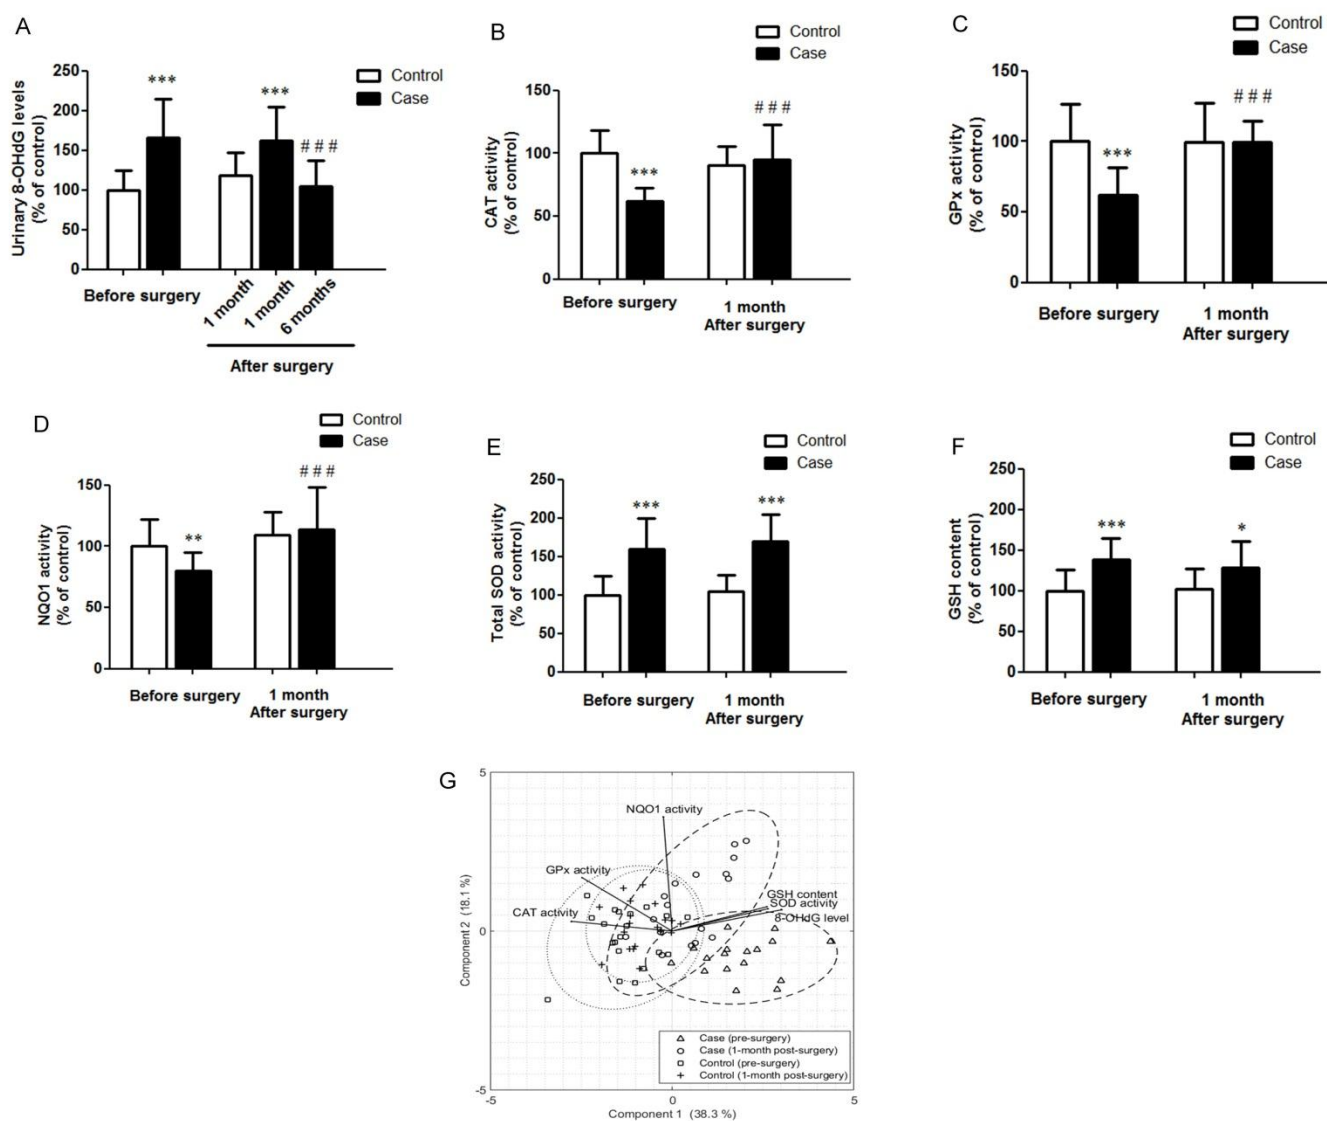 A
Control
Case
Urinary 8-OHdG levels
(% of control)
250
200
150
100
50
0
***
***
# # #
Before surgery
1 month
1 month
6 months
After surgery
B
Control
Case
CAT activity
(% of control)
150
100
50
0
***
# # #
Before surgery
1 month
After surgery
C
Control
Case
GPx activity
(% of control)
150
100
50
0
***
# # #
Before surgery
1 month
After surgery
D
Control
Case
NQO1 activity
(% of control)
150
100
50
0
**
# # #
Before surgery
1 month
After surgery
E
Control
Case
Total SOD activity
(% of control)
250
200
150
100
50
0
***
***
Before surgery
1 month
After surgery
F
Control
Case
GSH content
(% of control)
250
200
150
100
50
0
***
*
Before surgery
1 month
After surgery
G
5
0
-5
Component 2 (18.1 %)
NQO1 activity
GPx activity
CAT activity
GSH content
SOD activity
8-OHdG level
Case (pre-surgery)
Case (1-month post-surgery)
Control (pre-surgery)
Control (1-month post-surgery)
-5
0
5
Component 1 (38.3 %)